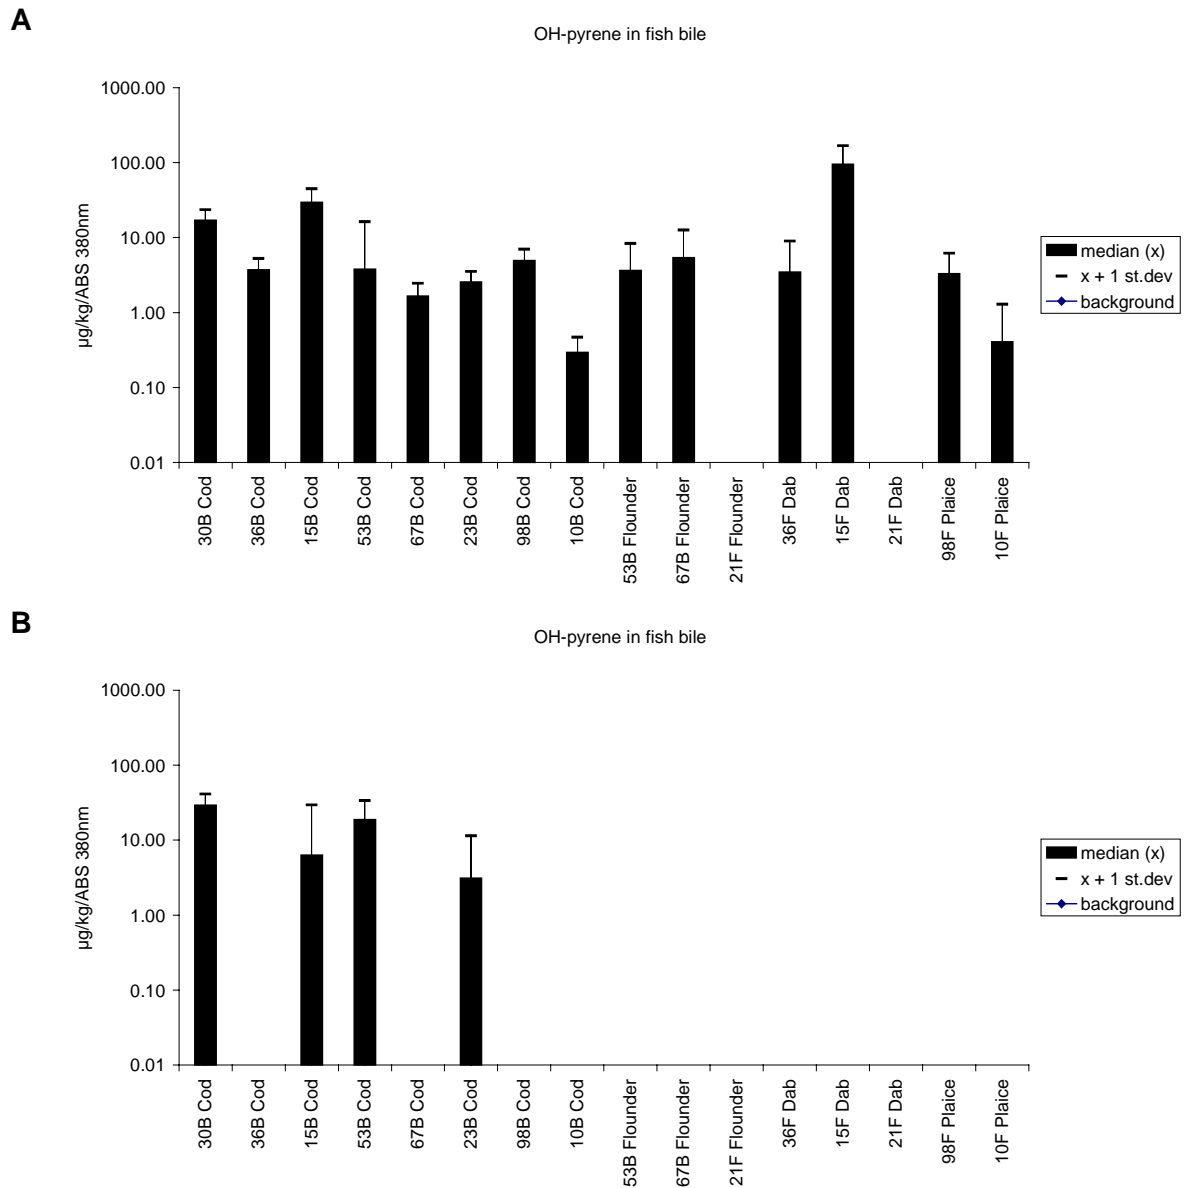 A
OH-pyrene in fish bile
1000.00
100.00
10.00
1.00
0.10
0.01
µg/kg/ABS 380nm
30B Cod
36B Cod
15B Cod
53B Cod
67B Cod
23B Cod
98B Cod
10B Cod
53B Flounder
67B Flounder
21F Flounder
36F Dab
15F Dab
21F Dab
98F Plaice
10F Plaice
median (x)
x + 1 st.dev
background
B
OH-pyrene in fish bile
1000.00
100.00
10.00
1.00
0.10
0.01
µg/kg/ABS 380nm
30B Cod
36B Cod
15B Cod
53B Cod
67B Cod
23B Cod
98B Cod
10B Cod
53B Flounder
67B Flounder
21F Flounder
36F Dab
15F Dab
21F Dab
98F Plaice
10F Plaice
median (x)
x + 1 st.dev
background